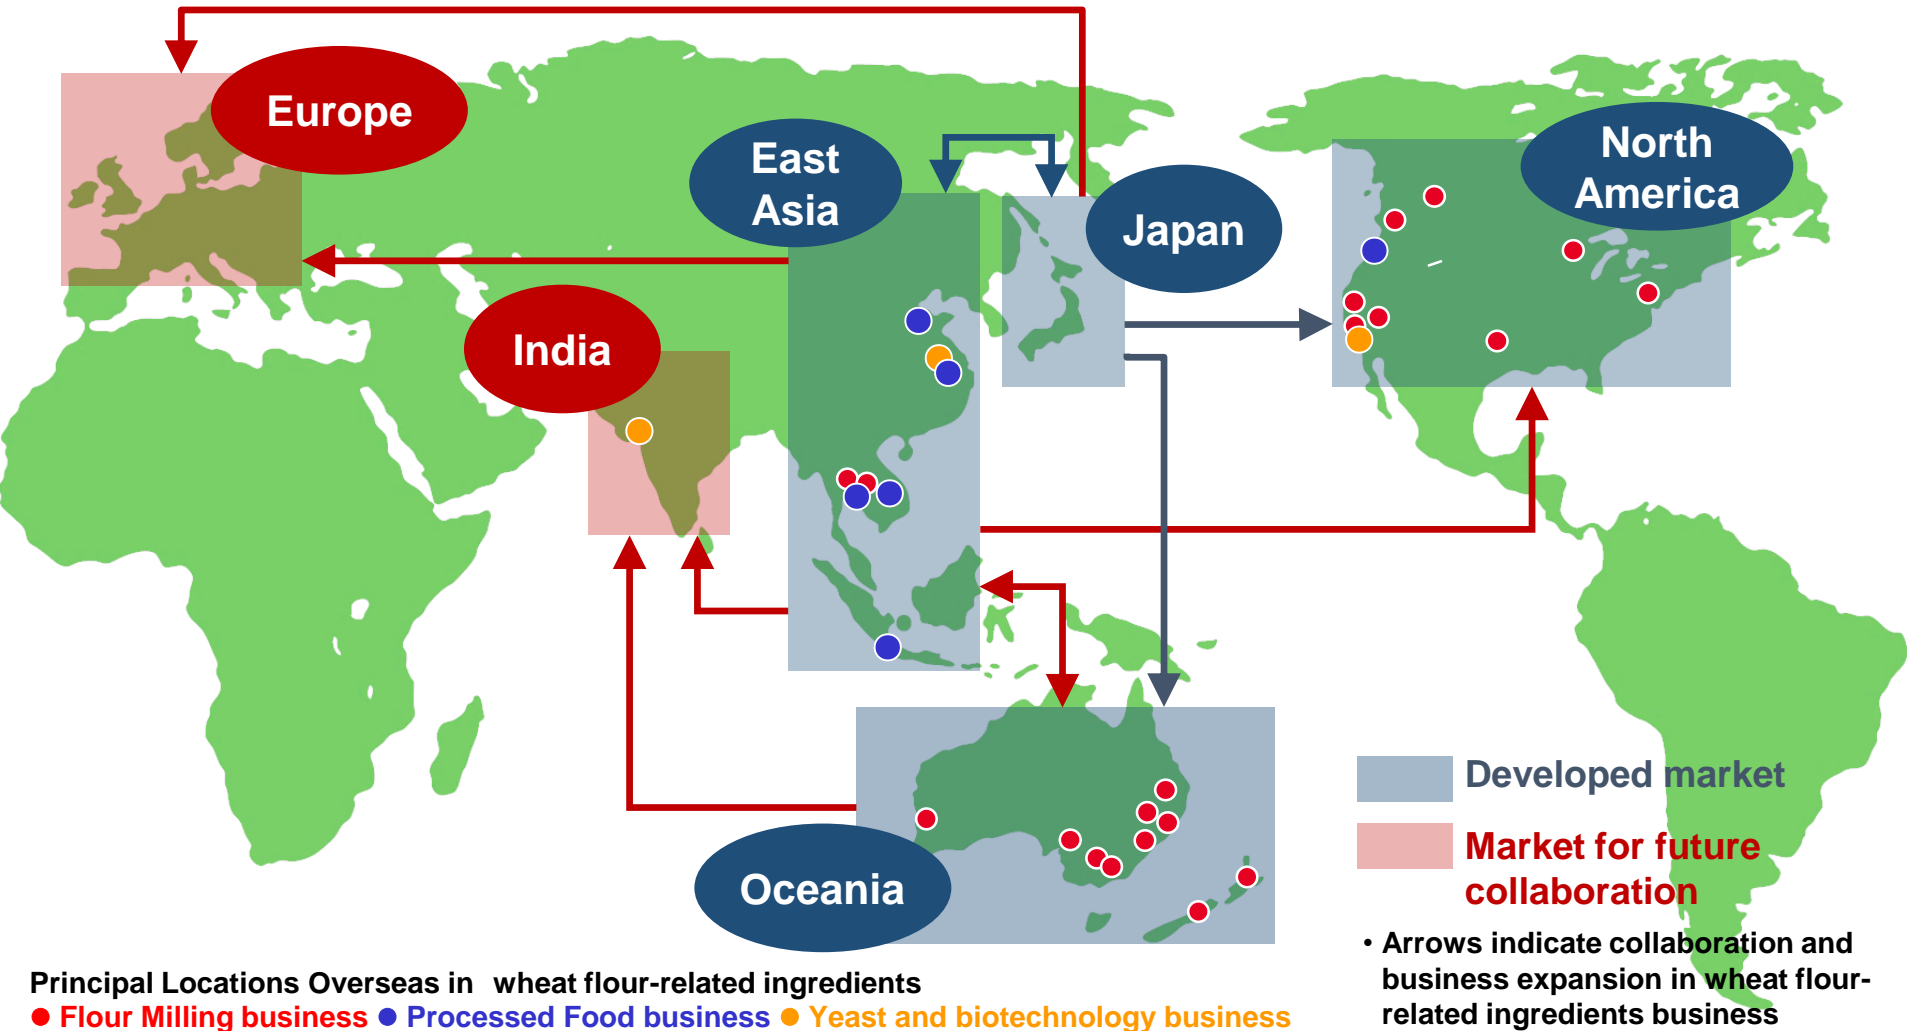 Europe
East
Asia
Japan
North
America
India
Oceania
Developed market
Market for future
collaboration
• Arrows indicate collaboration and
business expansion in wheat flour-
related ingredients business
Principal Locations Overseas in wheat flour-related ingredients
● Flour Milling business ● Processed Food business ● Yeast and biotechnology business